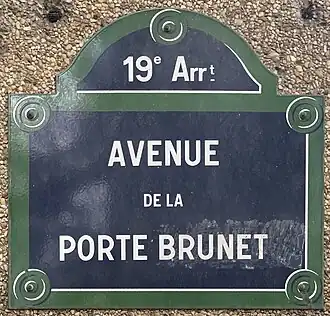 19e Arrt
AVENUE
DE LA
PORTE BRUNET